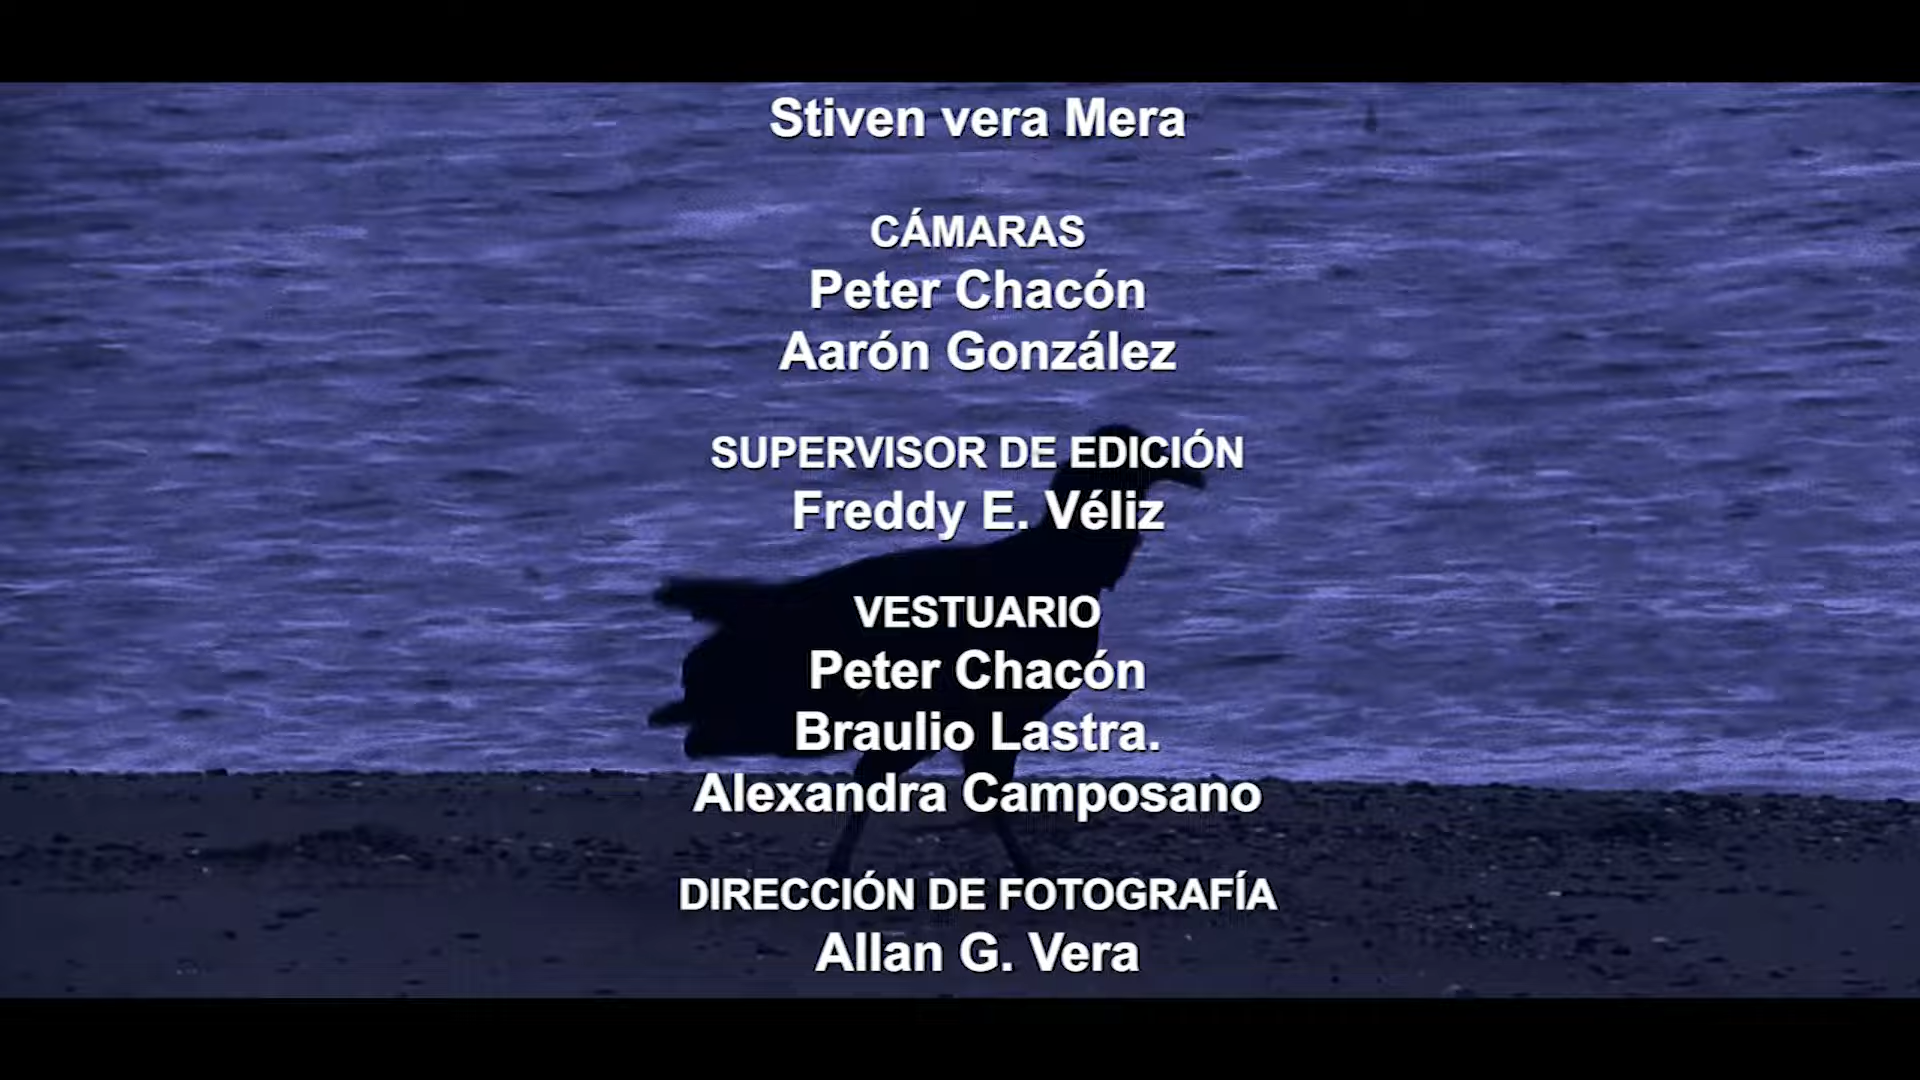 Stiven vera Mera
CÁMARAS
Peter Chacón
Aarón González
SUPERVISOR DE EDICIÓN
Freddy E. Véliz
VESTUARIO
Peter Chacón
Braulio Lastra.
Alexandra Camposano
DIRECCIÓN DE FOTOGRAFÍA
Allan G. Vera